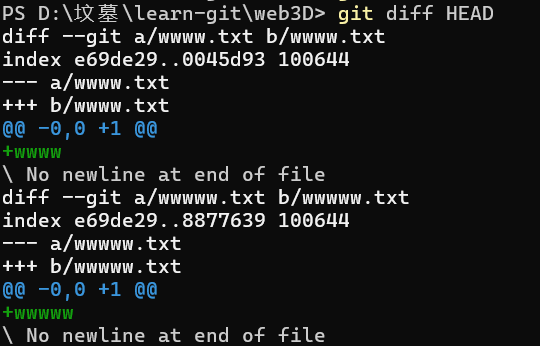 PS D:\坟墓\learn-git\web3D> git diff HEAD
diff --git a/wwww.txt b/wwww.txt
index e69de29..0045d93 100644
--- a/wwww.txt
+++ b/wwww.txt
@@ -0,0 +1 @@
+wwww
\ No newline at end of file
diff --git a/wwwww.txt b/wwwww.txt
index e69de29..8877639 100644
--- a/wwwww.txt
+++ b/wwwww.txt
@@ -0,0 +1 @@
+wwwww
\ No newline at end of file